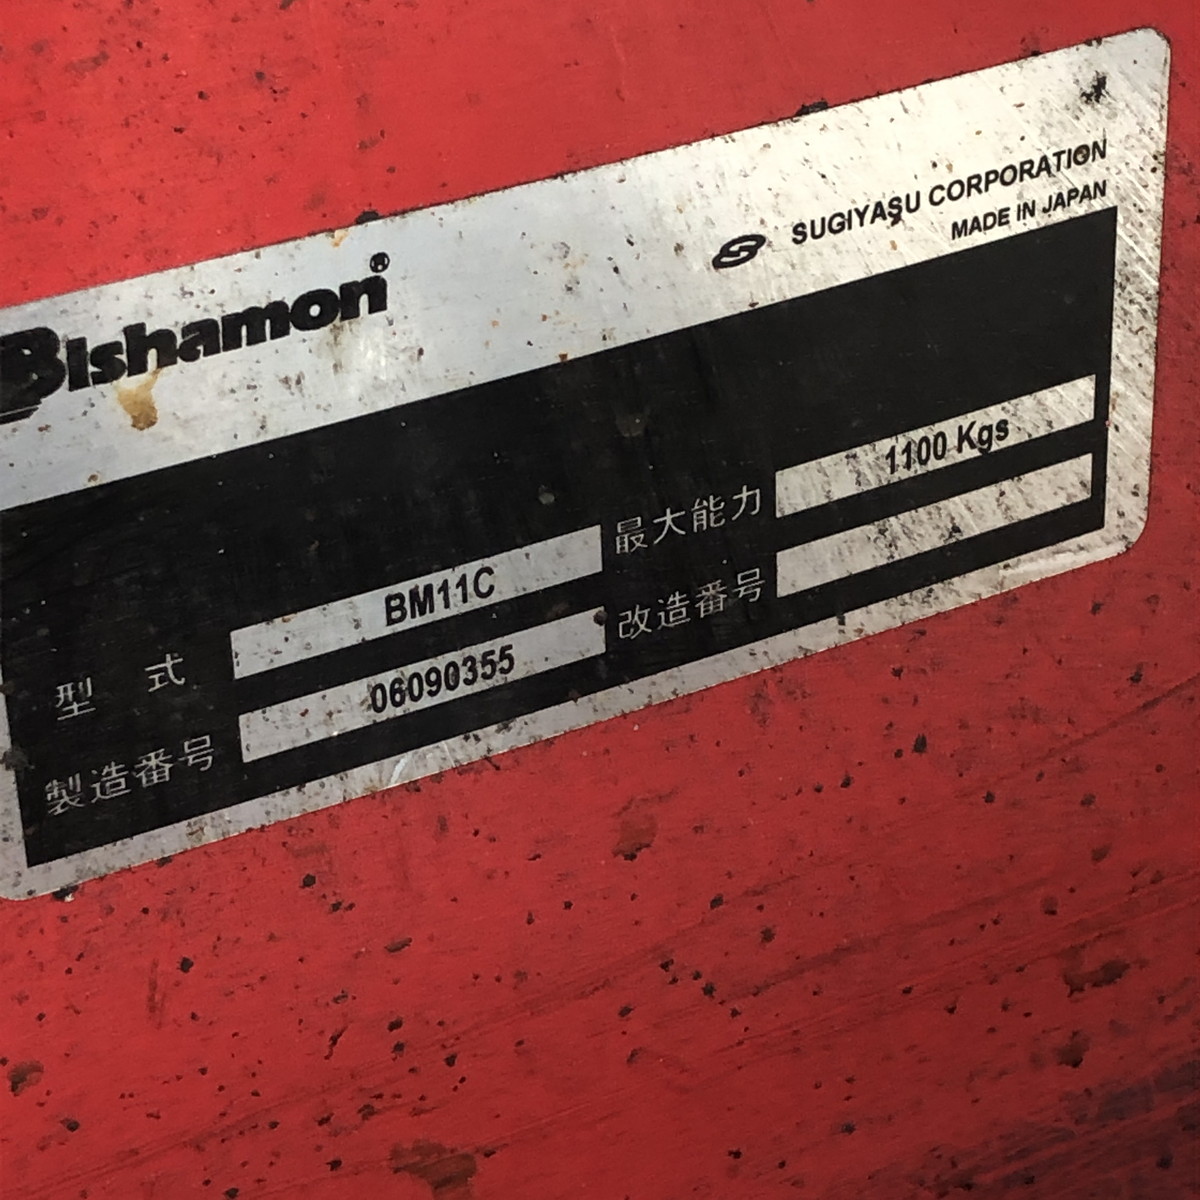 Bishamon®
SUGIYASU CORPORATION
MADE IN JAPAN
型式 BM11C 最大能力 1100 Kgs
製造番号 06090355 改造番号